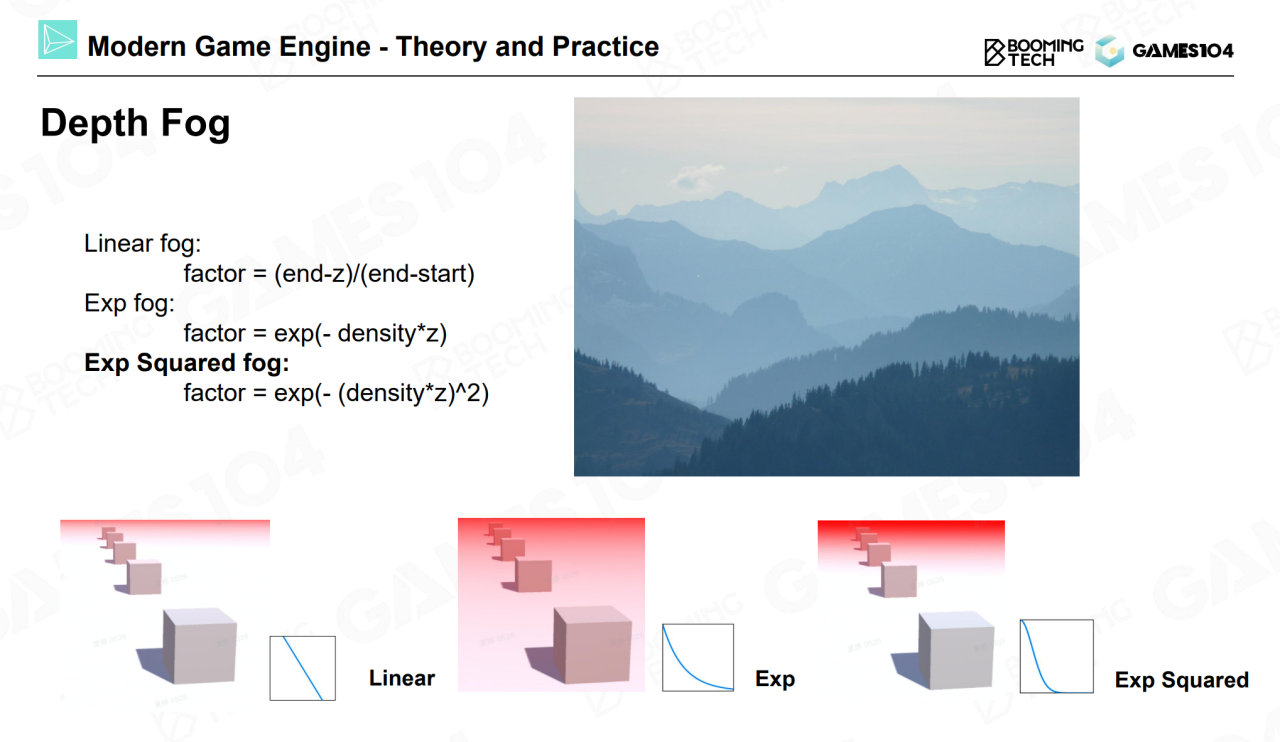 Modern Game Engine - Theory and Practice
BOOMING
TECH
GAMES104
Depth Fog
Linear fog:
factor = (end-z)/(end-start)
Exp fog:
factor = exp(- density*z)
Exp Squared fog:
factor = exp(- (density*z)^2)
Linear
Exp
Exp Squared